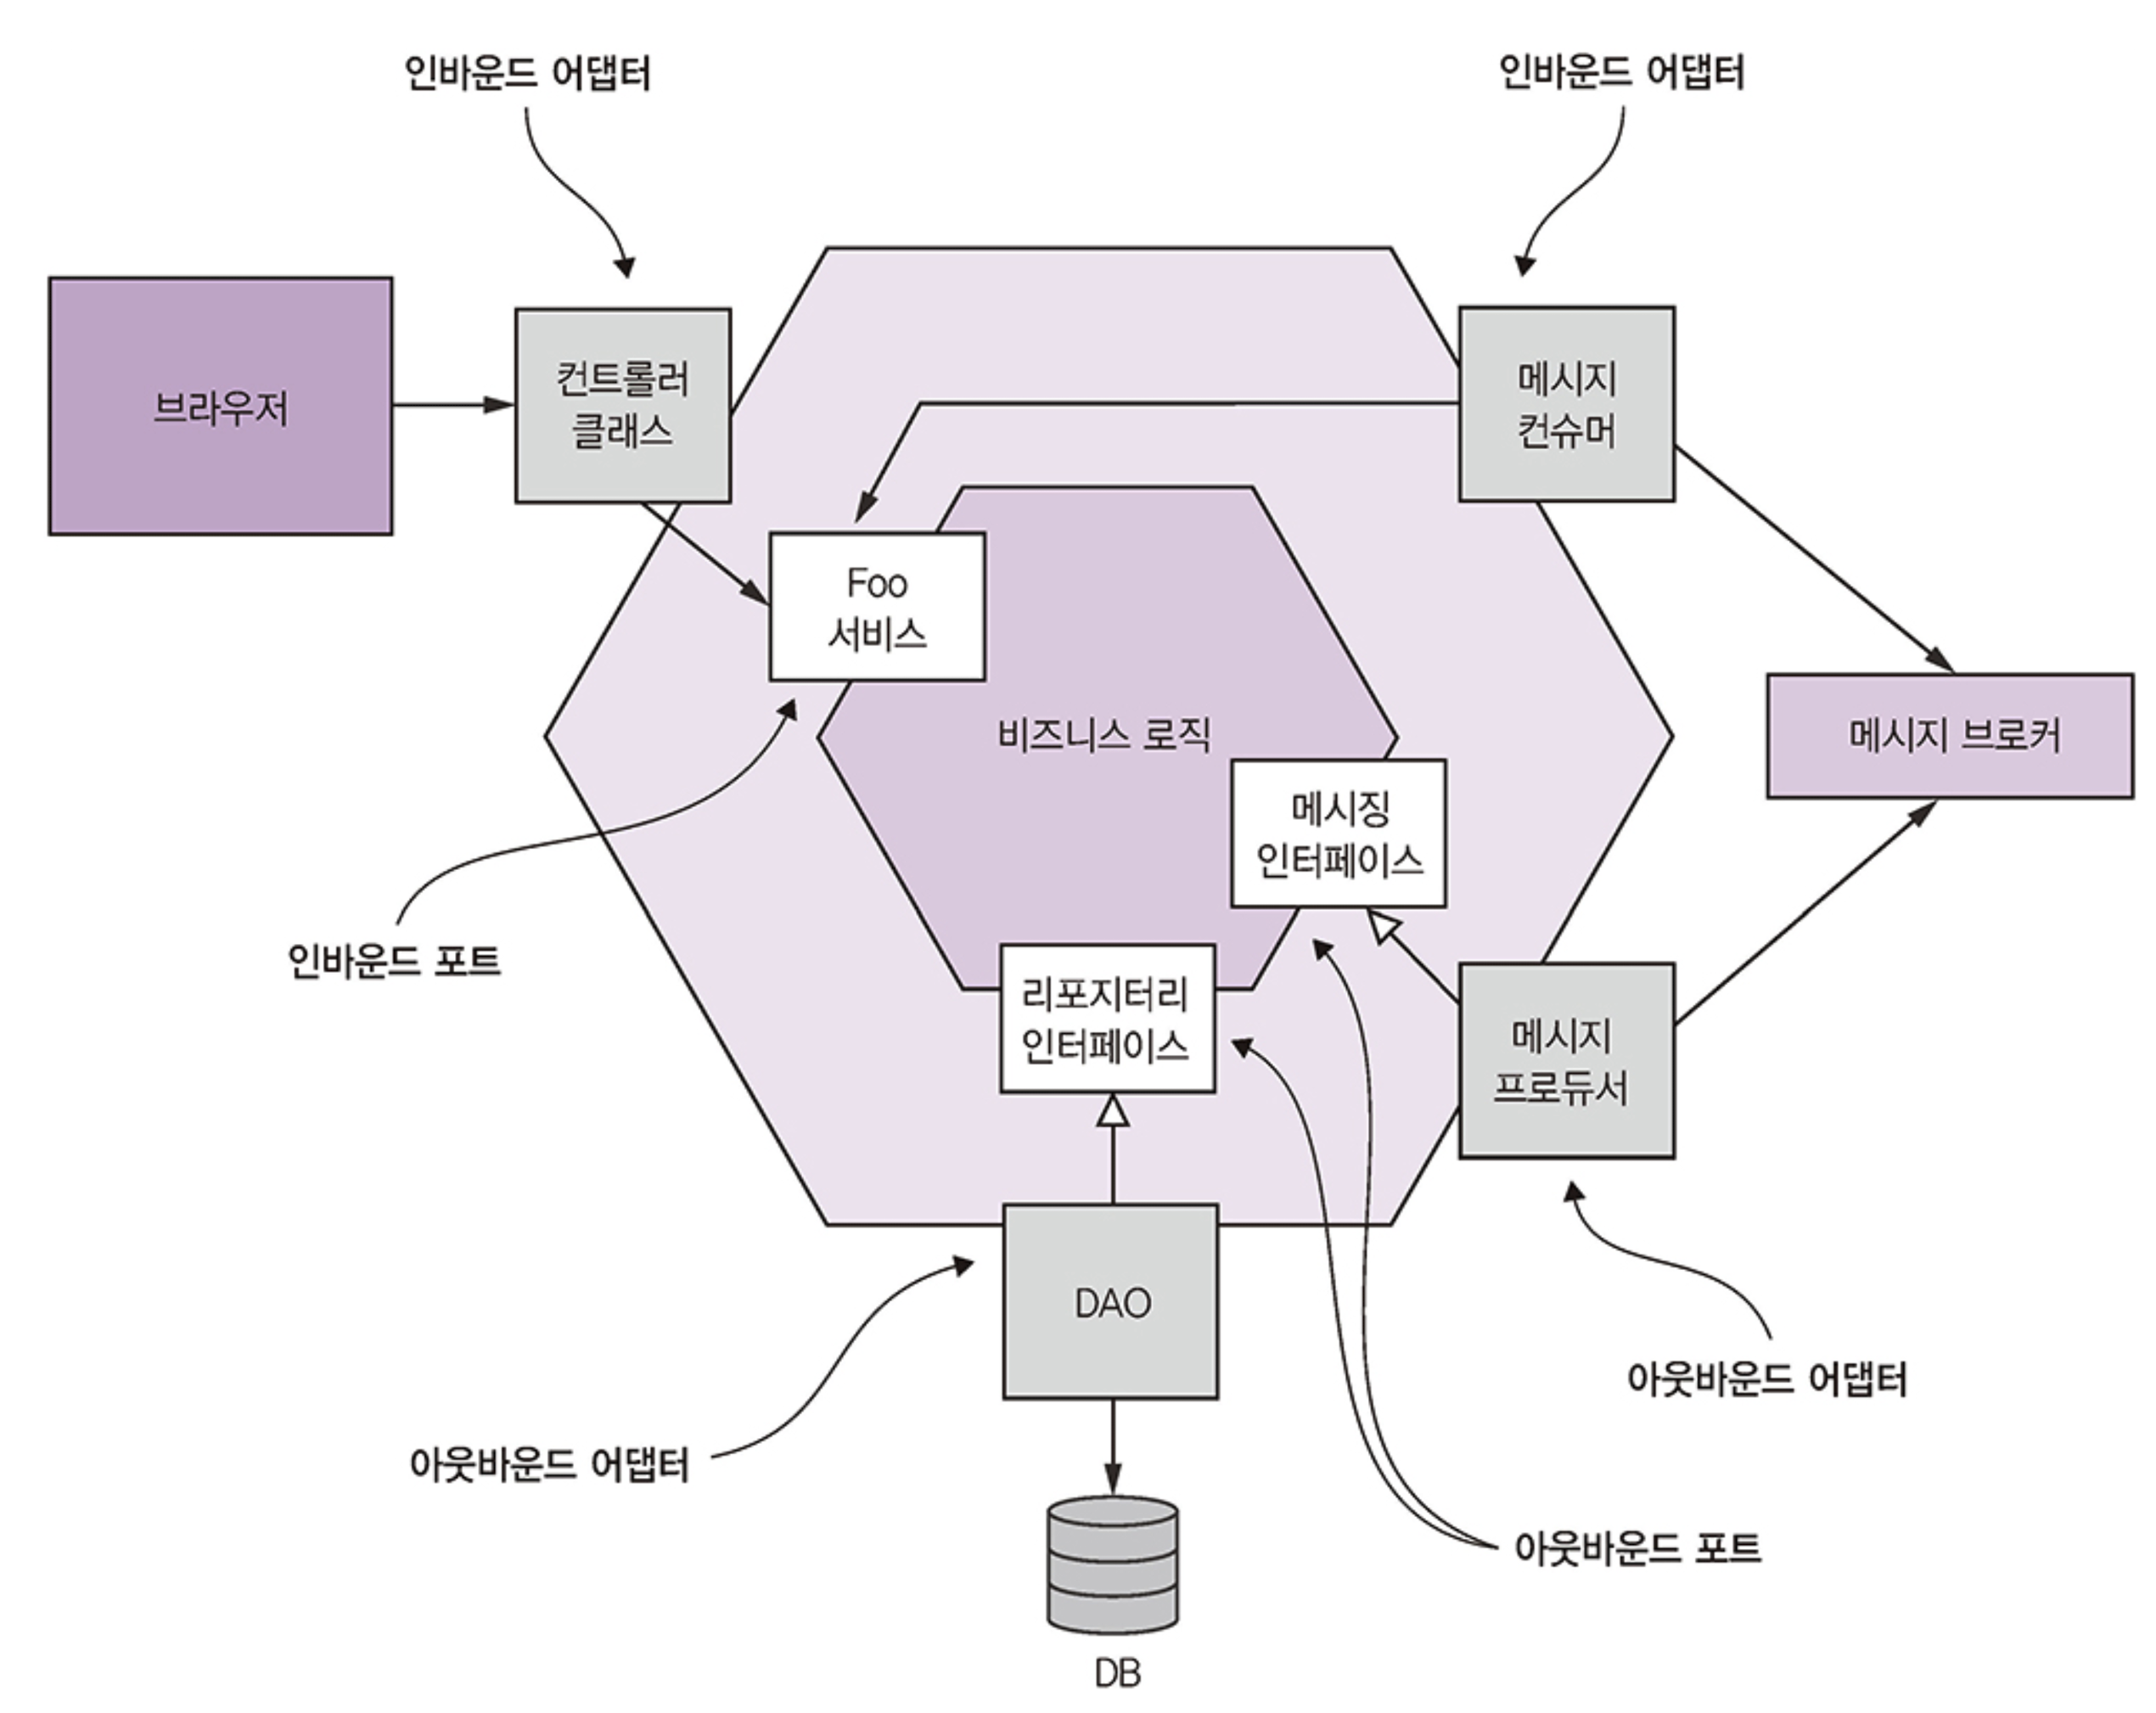 인바운드 어댑터
인바운드 어댑터
브라우저
컨트롤러
클래스
메시지
컨슈머
Foo
서비스
비즈니스 로직
메시지 브로커
메시징
인터페이스
인바운드 포트
리포지터리
인터페이스
메시지
프로듀서
DAO
아웃바운드 어댑터
아웃바운드 어댑터
아웃바운드 포트
DB